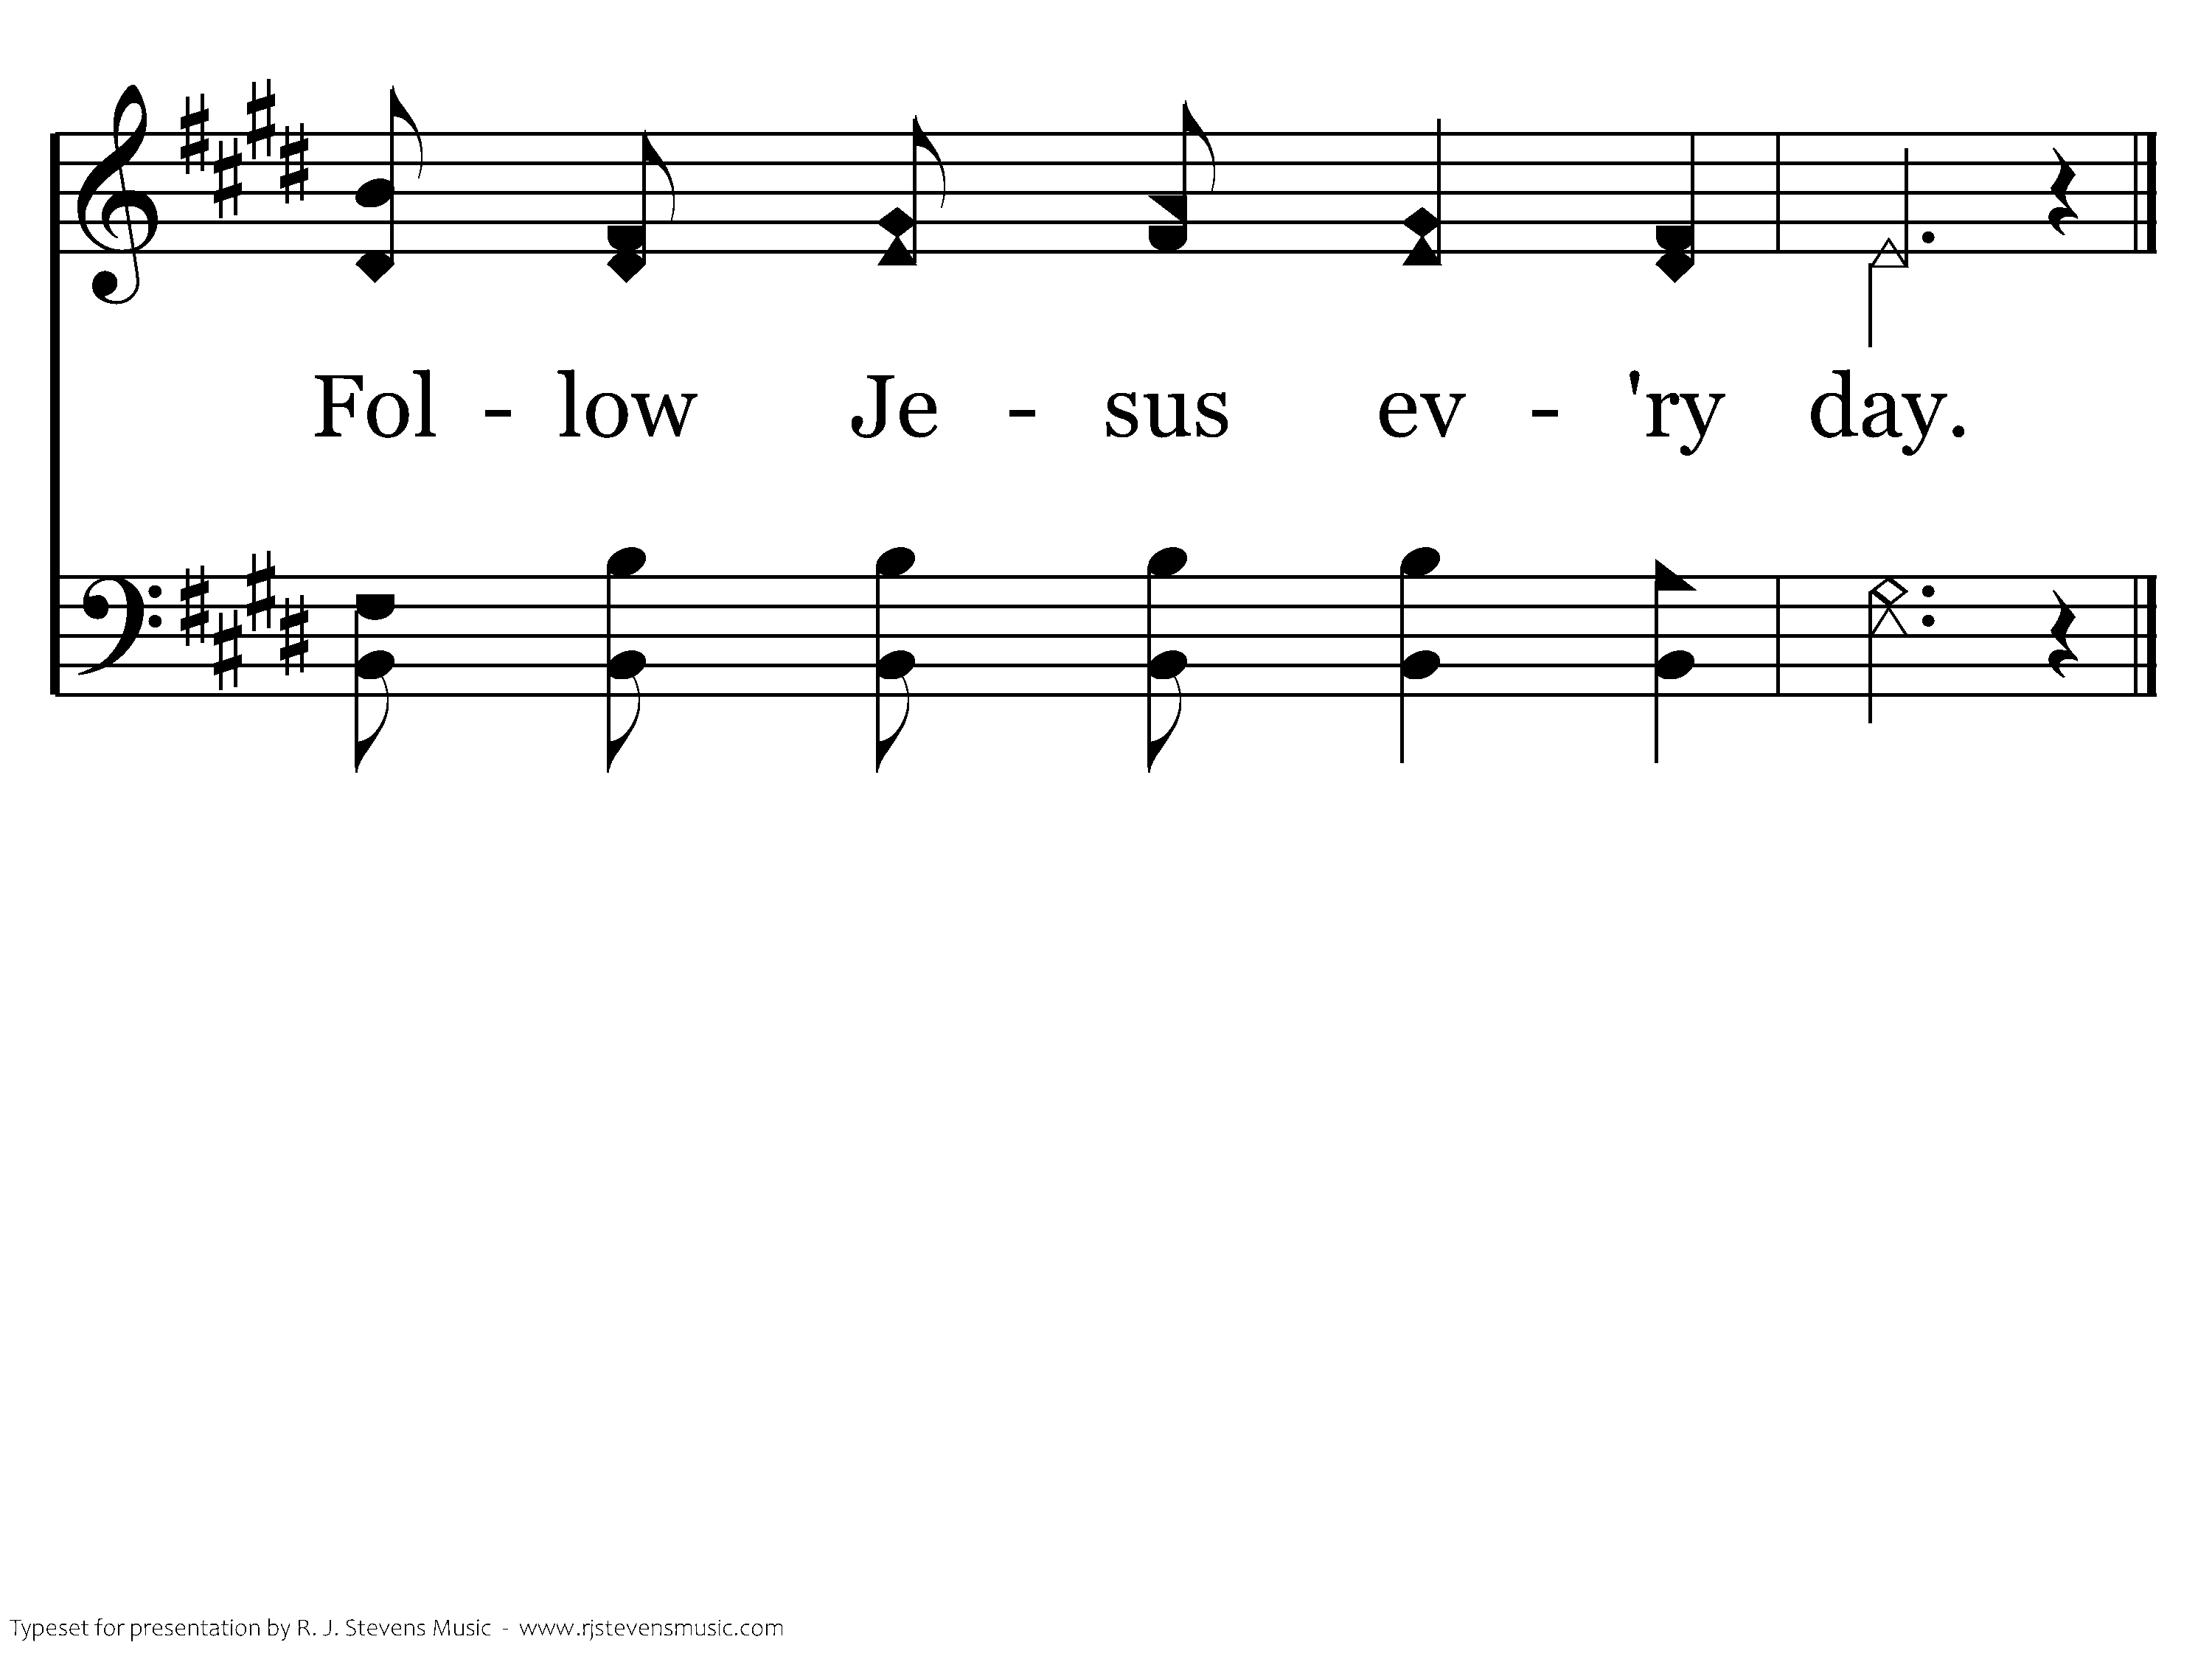 Fol - low Je - sus ev - 'ry day.
Typeset for presentation by R. J. Stevens Music - www.rjstevensmusic.com